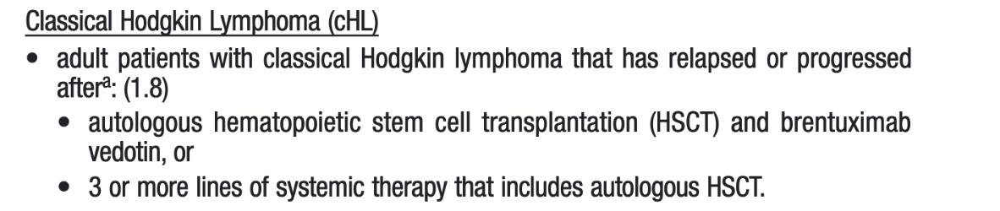 Classical Hodgkin Lymphoma (cHL)
• adult patients with classical Hodgkin lymphoma that has relapsed or progressed
afterª: (1.8)
• autologous hematopoietic stem cell transplantation (HSCT) and brentuximab
vedotin, or
• 3 or more lines of systemic therapy that includes autologous HSCT.